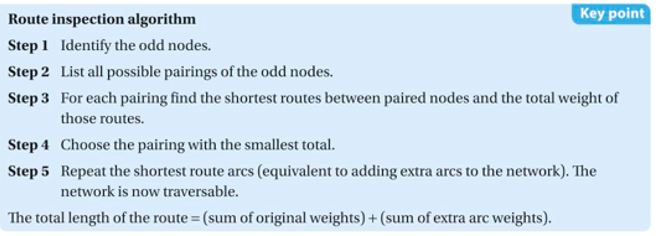 Key point
Route inspection algorithm
Step 1 Identify the odd nodes.
Step 2 List all possible pairings of the odd nodes.
Step 3 For each pairing find the shortest routes between paired nodes and the total weight of
those routes.
Step 4 Choose the pairing with the smallest total.
Step 5 Repeat the shortest route arcs (equivalent to adding extra arcs to the network). The
network is now traversable.
The total length of the route = (sum of original weights) + (sum of extra arc weights).